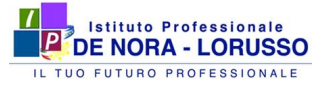 IP
Istituto Professionale
DE NORA - LORUSSO
IL TUO FUTURO PROFESSIONALE